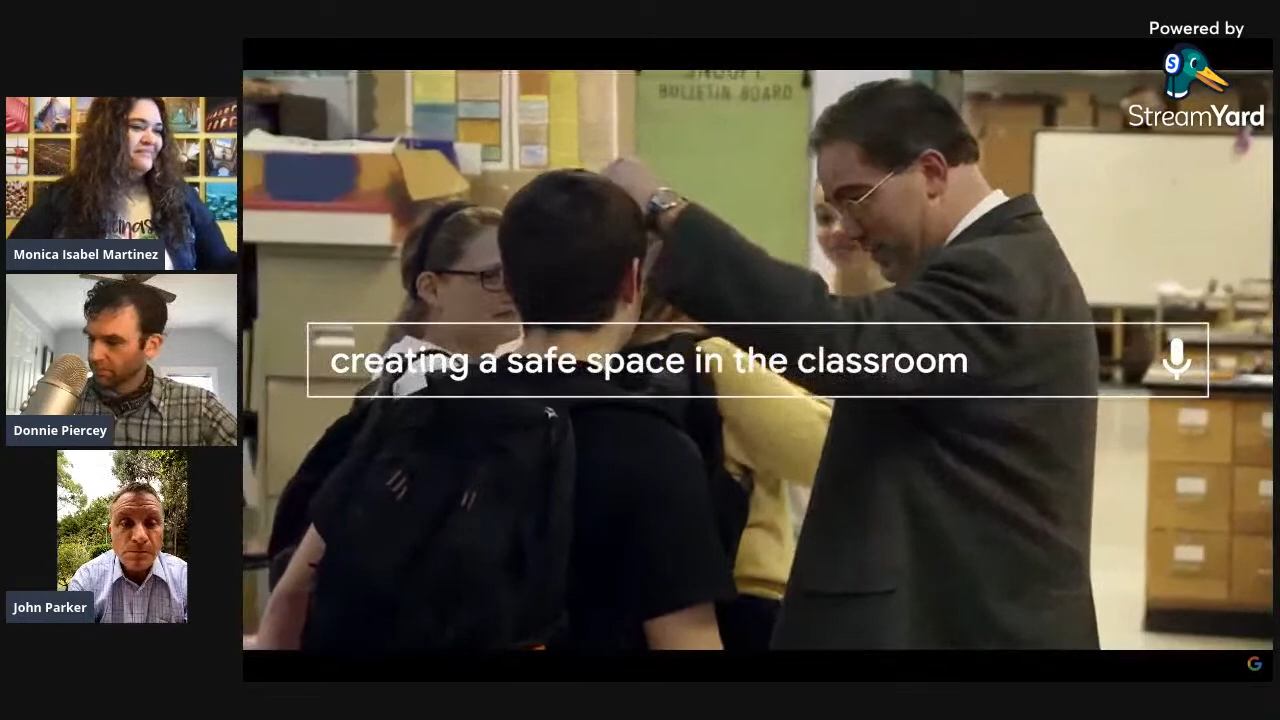 Powered by
StreamYard
BULLETIN BOARD
Monica Isabel Martinez
creating a safe space in the classroom
Donnie Piercey
John Parker